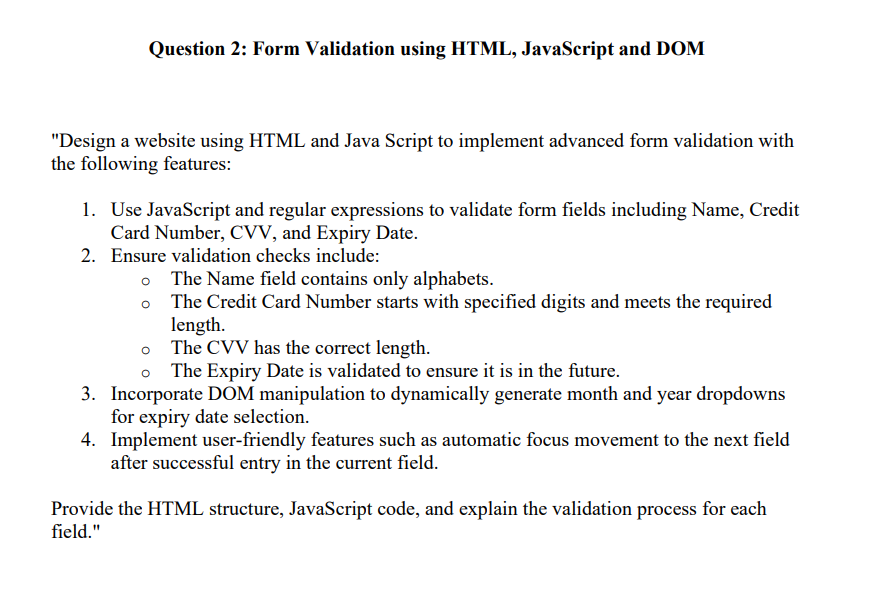 Question 2: Form Validation using HTML, JavaScript and DOM
"Design a website using HTML and Java Script to implement advanced form validation with
the following features:
1. Use JavaScript and regular expressions to validate form fields including Name, Credit
Card Number, CVV, and Expiry Date.
2. Ensure validation checks include:
o The Name field contains only alphabets.
o The Credit Card Number starts with specified digits and meets the required
length.
o The CVV has the correct length.
o The Expiry Date is validated to ensure it is in the future.
3. Incorporate DOM manipulation to dynamically generate month and year dropdowns
for expiry date selection.
4. Implement user-friendly features such as automatic focus movement to the next field
after successful entry in the current field.
Provide the HTML structure, JavaScript code, and explain the validation process for each
field."